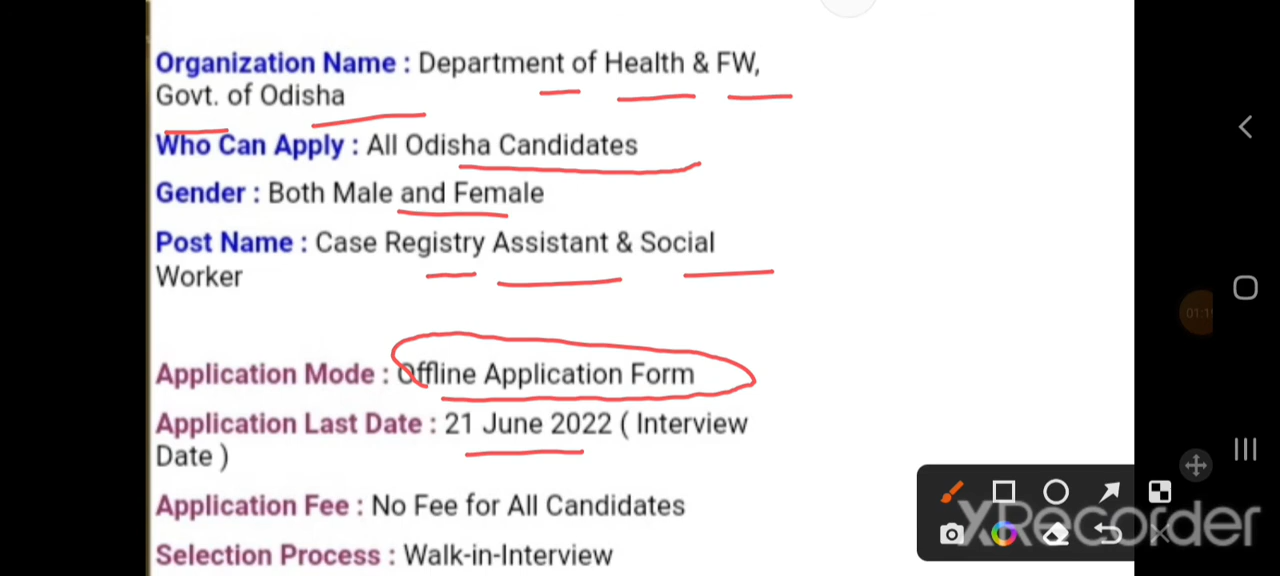 Organization Name : Department of Health & FW,
Govt. of Odisha
Who Can Apply : All Odisha Candidates
Gender : Both Male and Female
Post Name : Case Registry Assistant & Social
Worker
Application Mode : Offline Application Form
Application Last Date : 21 June 2022 ( Interview
Date )
Application Fee : No Fee for All Candidates
Selection Process : Walk-in-Interview
XRecorder